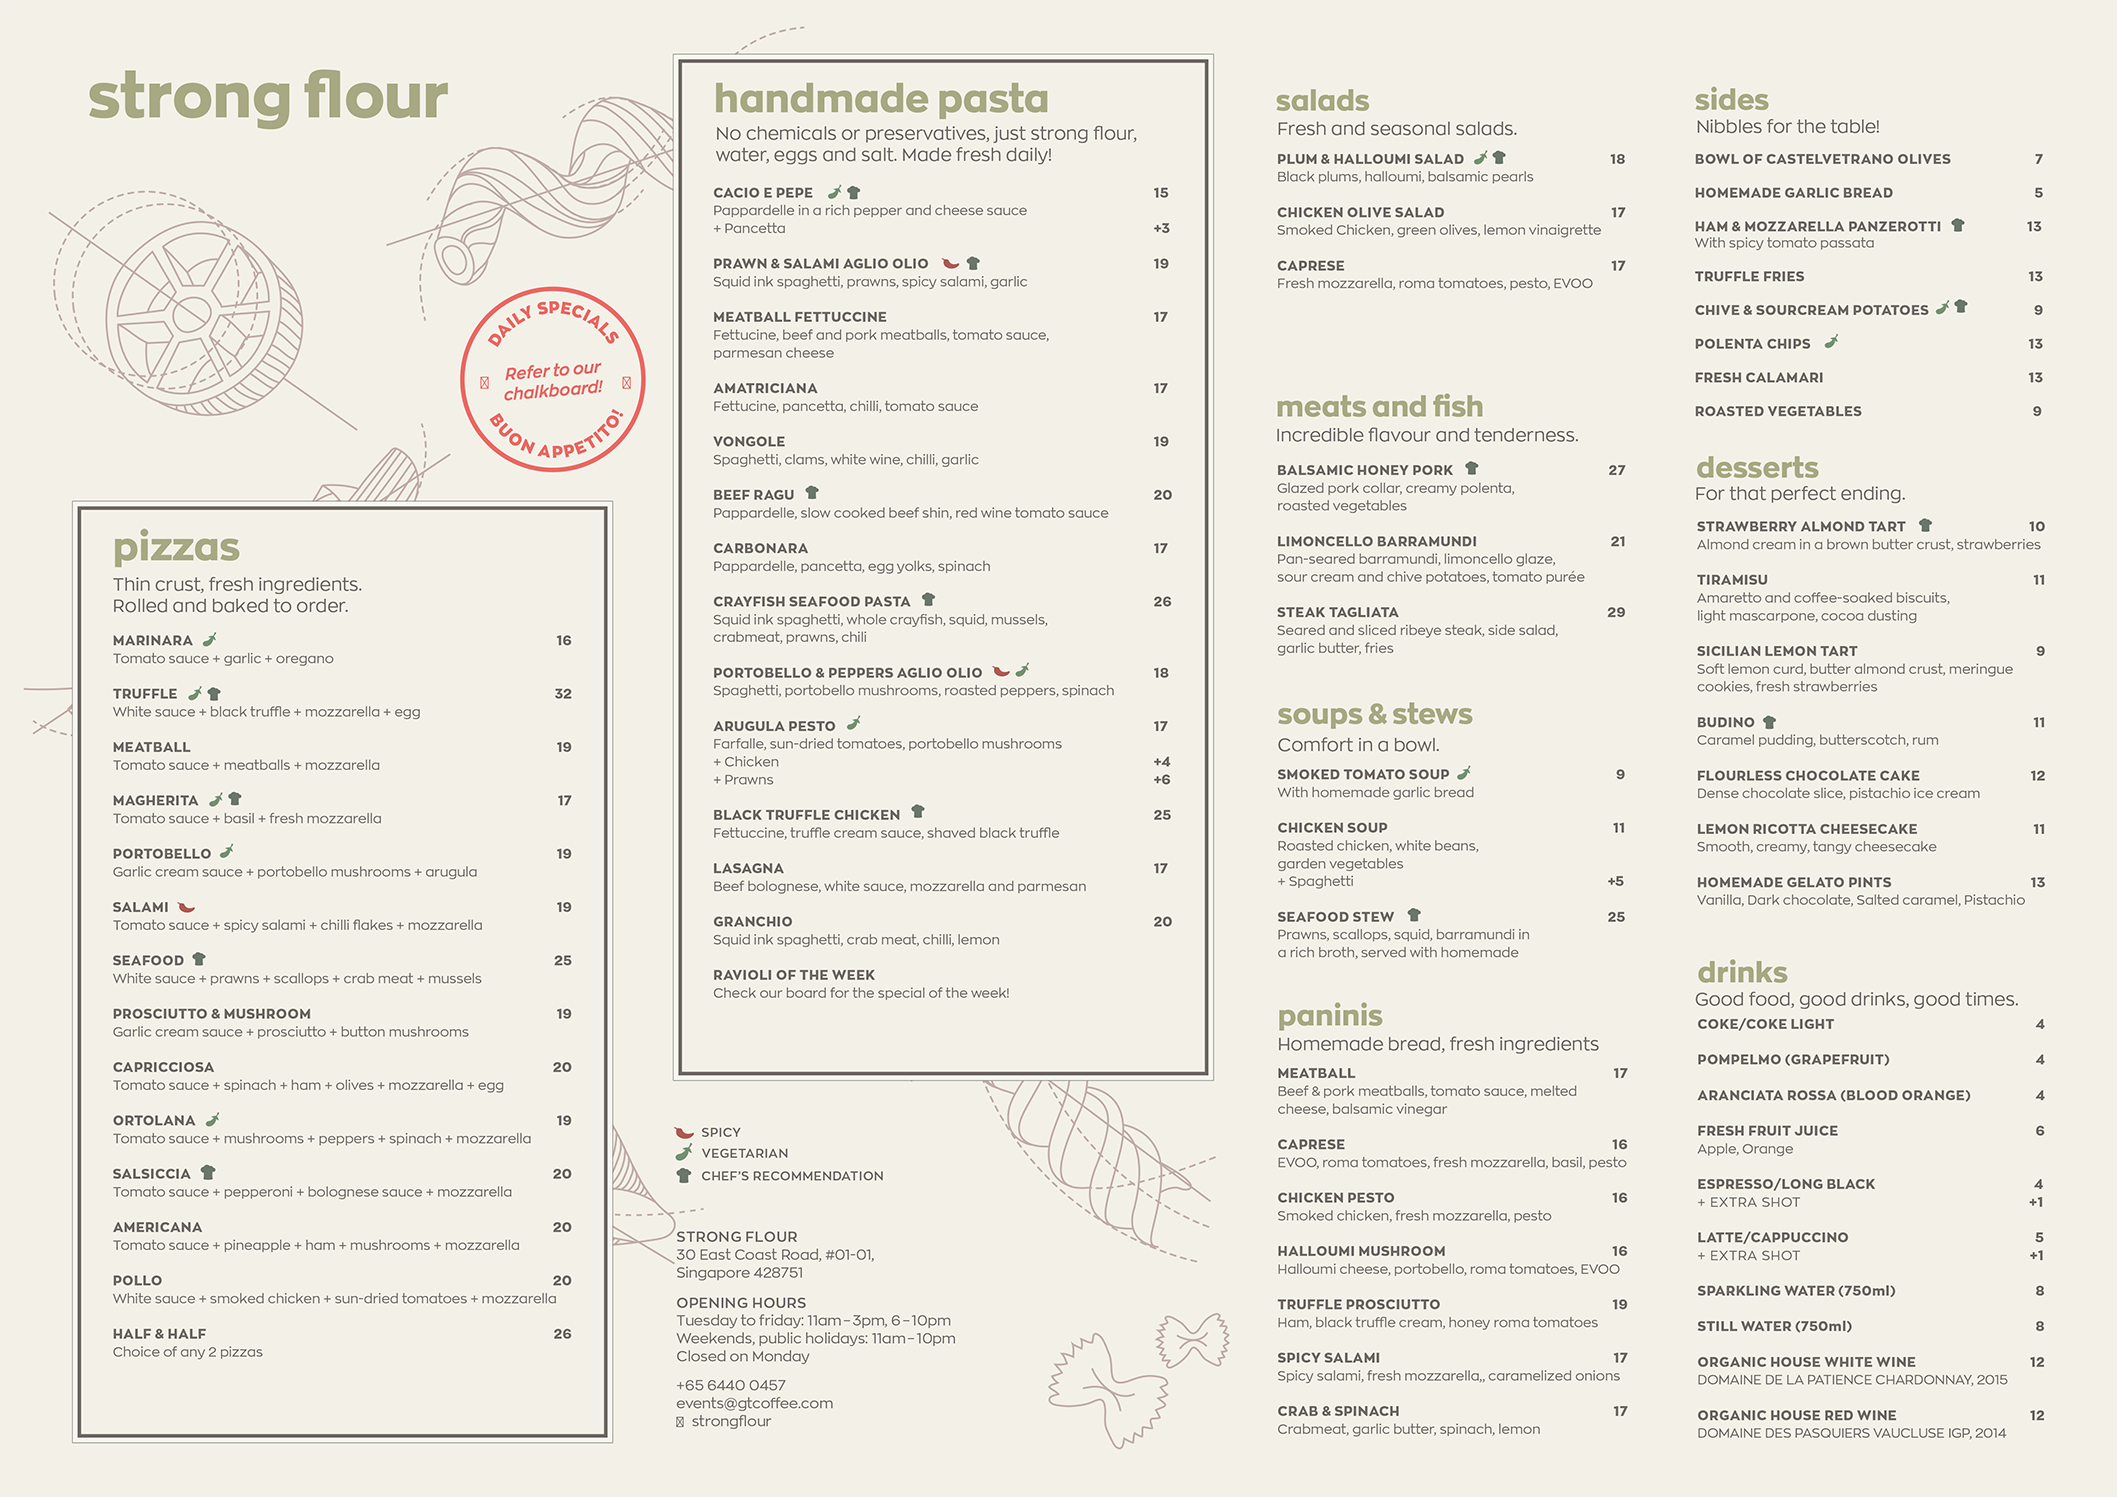 strong flour
DAILY SPECIALS
Refer to our
chalkboard!
BUON APPETITO!
pizzas
Thin crust, fresh ingredients.
Rolled and baked to order.
MARINARA 16
Tomato sauce + garlic + oregano
TRUFFLE 32
White sauce + black truffle + mozzarella + egg
MEATBALL 19
Tomato sauce + meatballs + mozzarella
MAGHERITA 17
Tomato sauce + basil + fresh mozzarella
PORTOBELLO 19
Garlic cream sauce + portobello mushrooms + arugula
SALAMI 19
Tomato sauce + spicy salami + chilli flakes + mozzarella
SEAFOOD 25
White sauce + prawns + scallops + crab meat + mussels
PROSCIUTTO & MUSHROOM 19
Garlic cream sauce + prosciutto + button mushrooms
CAPRICCIOSA 20
Tomato sauce + spinach + ham + olives + mozzarella + egg
ORTOLANA 19
Tomato sauce + mushrooms + peppers + spinach + mozzarella
SALSICCIA 20
Tomato sauce + pepperoni + bolognese sauce + mozzarella
AMERICANA 20
Tomato sauce + pineapple + ham + mushrooms + mozzarella
POLLO 20
White sauce + smoked chicken + sun-dried tomatoes + mozzarella
HALF & HALF 26
Choice of any 2 pizzas
handmade pasta
No chemicals or preservatives, just strong flour,
water, eggs and salt. Made fresh daily!
CACIO E PEPE 15
Pappardelle in a rich pepper and cheese sauce
+ Pancetta +3
PRAWN & SALAMI AGLIO OLIO 19
Squid ink spaghetti, prawns, spicy salami, garlic
MEATBALL FETTUCCINE 17
Fettucine, beef and pork meatballs, tomato sauce,
parmesan cheese
AMATRICIANA 17
Fettucine, pancetta, chilli, tomato sauce
VONGOLE 19
Spaghetti, clams, white wine, chilli, garlic
BEEF RAGU 20
Pappardelle, slow cooked beef shin, red wine tomato sauce
CARBONARA 17
Pappardelle, pancetta, egg yolks, spinach
CRAYFISH SEAFOOD PASTA 26
Squid ink spaghetti, whole crayfish, squid, mussels,
crabmeat, prawns, chili
PORTOBELLO & PEPPERS AGLIO OLIO 18
Spaghetti, portobello mushrooms, roasted peppers, spinach
ARUGULA PESTO 17
Farfalle, sun-dried tomatoes, portobello mushrooms
+ Chicken +4
+ Prawns +6
BLACK TRUFFLE CHICKEN 25
Fettuccine, truffle cream sauce, shaved black truffle
LASAGNA 17
Beef bolognese, white sauce, mozzarella and parmesan
GRANCHIO 20
Squid ink spaghetti, crab meat, chilli, lemon
RAVIOLI OF THE WEEK
Check our board for the special of the week!
SPICY
VEGETARIAN
CHEF'S RECOMMENDATION
STRONG FLOUR
30 East Coast Road, #01-01,
Singapore 428751
OPENING HOURS
Tuesday to friday: 11am – 3pm, 6 – 10pm
Weekends, public holidays: 11am – 10pm
Closed on Monday
+65 6440 0457
events@gtcoffee.com
strongflour
salads
Fresh and seasonal salads.
PLUM & HALLOUMI SALAD 18
Black plums, halloumi, balsamic pearls
CHICKEN OLIVE SALAD 17
Smoked Chicken, green olives, lemon vinaigrette
CAPRESE 17
Fresh mozzarella, roma tomatoes, pesto, EVOO
meats and fish
Incredible flavour and tenderness.
BALSAMIC HONEY PORK 27
Glazed pork collar, creamy polenta,
roasted vegetables
LIMONCELLO BARRAMUNDI 21
Pan-seared barramundi, limoncello glaze,
sour cream and chive potatoes, tomato purée
STEAK TAGLIATA 29
Seared and sliced ribeye steak, side salad,
garlic butter, fries
soups & stews
Comfort in a bowl.
SMOKED TOMATO SOUP 9
With homemade garlic bread
CHICKEN SOUP 11
Roasted chicken, white beans,
garden vegetables
+ Spaghetti +5
SEAFOOD STEW 25
Prawns, scallops, squid, barramundi in
a rich broth, served with homemade
paninis
Homemade bread, fresh ingredients
MEATBALL 17
Beef & pork meatballs, tomato sauce, melted
cheese, balsamic vinegar
CAPRESE 16
EVOO, roma tomatoes, fresh mozzarella, basil, pesto
CHICKEN PESTO 16
Smoked chicken, fresh mozzarella, pesto
HALLOUMI MUSHROOM 16
Halloumi cheese, portobello, roma tomatoes, EVOO
TRUFFLE PROSCIUTTO 19
Ham, black truffle cream, honey roma tomatoes
SPICY SALAMI 17
Spicy salami, fresh mozzarella,, caramelized onions
CRAB & SPINACH 17
Crabmeat, garlic butter, spinach, lemon
sides
Nibbles for the table!
BOWL OF CASTELVETRANO OLIVES 7
HOMEMADE GARLIC BREAD 5
HAM & MOZZARELLA PANZEROTTI 13
With spicy tomato passata
TRUFFLE FRIES 13
CHIVE & SOURCREAM POTATOES 9
POLENTA CHIPS 13
FRESH CALAMARI 13
ROASTED VEGETABLES 9
desserts
For that perfect ending.
STRAWBERRY ALMOND TART 10
Almond cream in a brown butter crust, strawberries
TIRAMISU 11
Amaretto and coffee-soaked biscuits,
light mascarpone, cocoa dusting
SICILIAN LEMON TART 9
Soft lemon curd, butter almond crust, meringue
cookies, fresh strawberries
BUDINO 11
Caramel pudding, butterscotch, rum
FLOURLESS CHOCOLATE CAKE 12
Dense chocolate slice, pistachio ice cream
LEMON RICOTTA CHEESECAKE 11
Smooth, creamy, tangy cheesecake
HOMEMADE GELATO PINTS 13
Vanilla, Dark chocolate, Salted caramel, Pistachio
drinks
Good food, good drinks, good times.
COKE/COKE LIGHT 4
POMPELMO (GRAPEFRUIT) 4
ARANCIATA ROSSA (BLOOD ORANGE) 4
FRESH FRUIT JUICE 6
Apple, Orange
ESPRESSO/LONG BLACK 4
+ EXTRA SHOT +1
LATTE/CAPPUCCINO 5
+ EXTRA SHOT +1
SPARKLING WATER (750ml) 8
STILL WATER (750ml) 8
ORGANIC HOUSE WHITE WINE 12
DOMAINE DE LA PATIENCE CHARDONNAY, 2015
ORGANIC HOUSE RED WINE 12
DOMAINE DES PASQUIERS VAUCLUSE IGP, 2014